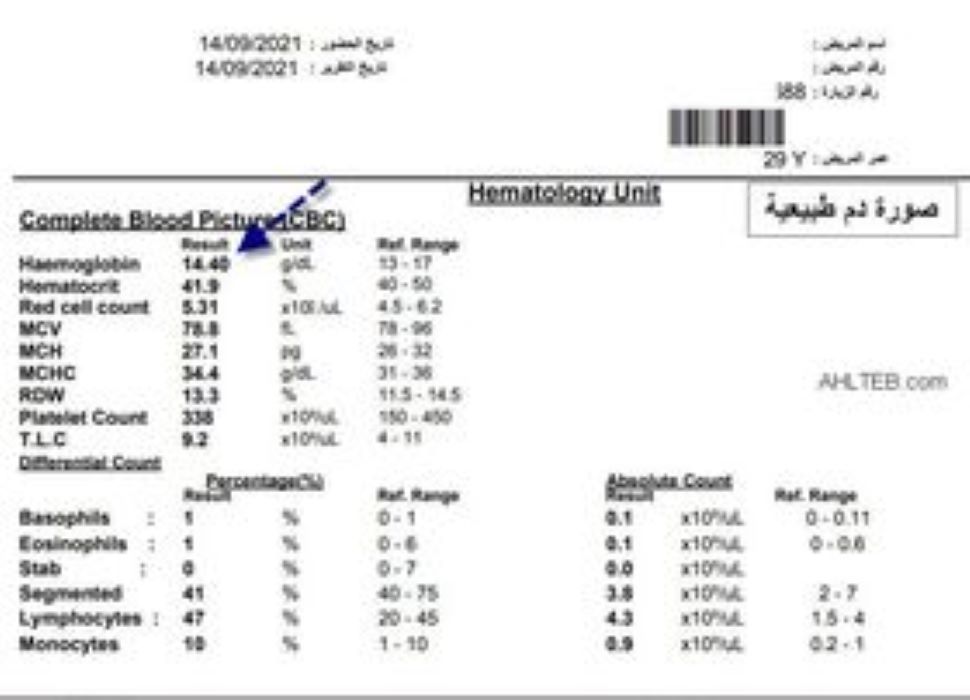 تاريخ الحضور : 14/09/2021
تاريخ التقرير : 14/09/2021
اسم المريض :
رقم المريض :
رقم الزيارة : 388
عمر المريض : 29 Y
Hematology Unit
صورة دم طبيعية
Complete Blood Picture (CBC)
Result Unit Ref. Range
Haemoglobin 14.40 g/dL 13 - 17
Hematocrit 41.9 % 40 - 50
Red cell count 5.31 4.5 - 6.2
MCV 78.8 fL 78 - 96
MCH 27.1 pg 26 - 32
MCHC 34.4 g/dL 31 - 36
RDW 13.3 % 11.5 - 14.5
AHLTEB.com
Platelet Count 338 x10³/uL 150 - 450
T.L.C 9.2 x10³/uL 4 - 11
Differential Count
Percentage(%) Absolute Count
Result Ref. Range Result Ref. Range
Basophils : 1 % 0 - 1 0.1 x10³/uL 0 - 0.11
Eosinophils : 1 % 0 - 6 0.1 x10³/uL 0 - 0.6
Stab : 0 % 0 - 7 0.0 x10³/uL
Segmented 41 % 40 - 75 3.8 x10³/uL 2 - 7
Lymphocytes : 47 % 20 - 45 4.3 x10³/uL 1.5 - 4
Monocytes 10 % 1 - 10 0.9 x10³/uL 0.2 - 1